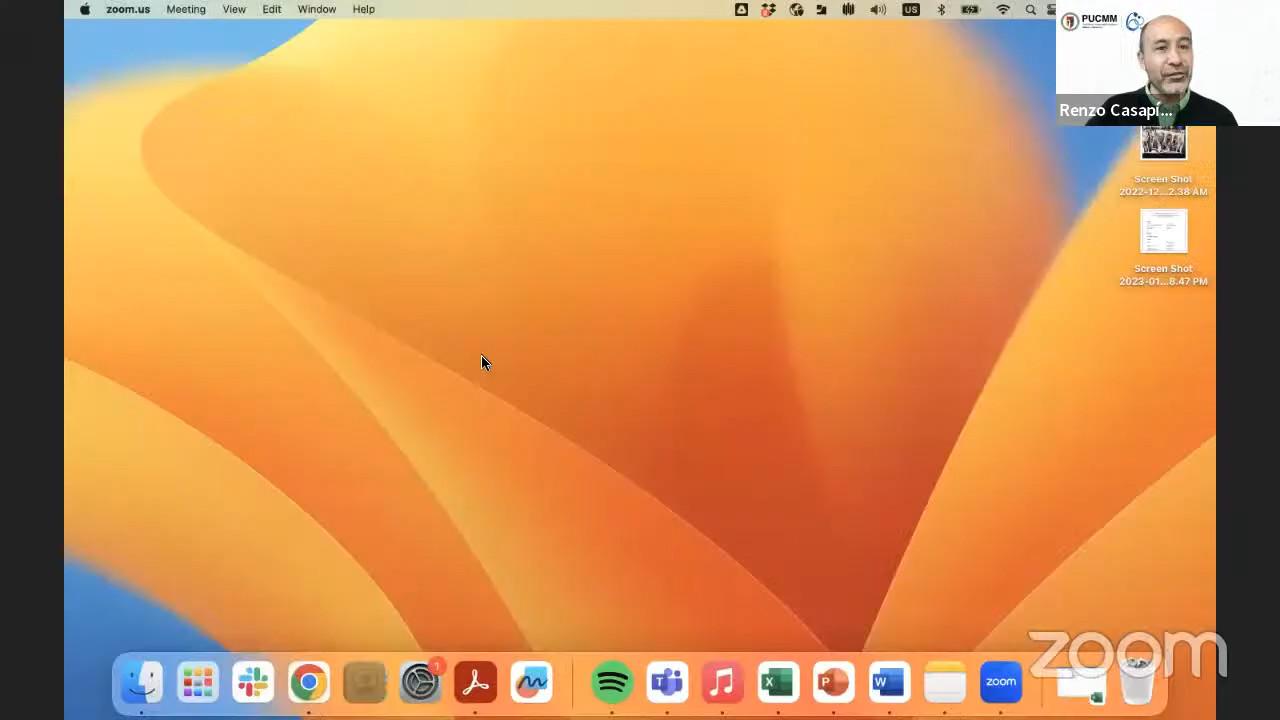 zoom.us Meeting View Edit Window Help
US
PUCMM
Renzo Casapí...
Screen Shot
2022-12...2.38 AM
Screen Shot
2023-01...8.47 PM
1
zoom
zoom